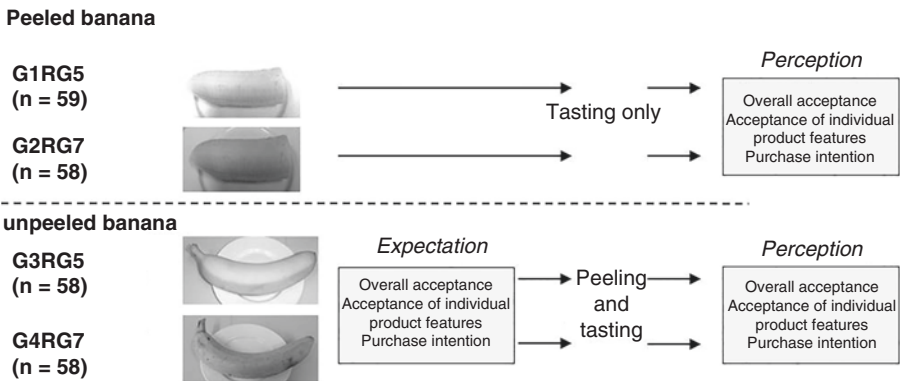 Peeled banana
G1RG5
(n = 59)
G2RG7
(n = 58)
Tasting only
Perception
Overall acceptance
Acceptance of individual
product features
Purchase intention
unpeeled banana
G3RG5
(n = 58)
G4RG7
(n = 58)
Expectation
Overall acceptance
Acceptance of individual
product features
Purchase intention
Peeling
and
tasting
Perception
Overall acceptance
Acceptance of individual
product features
Purchase intention